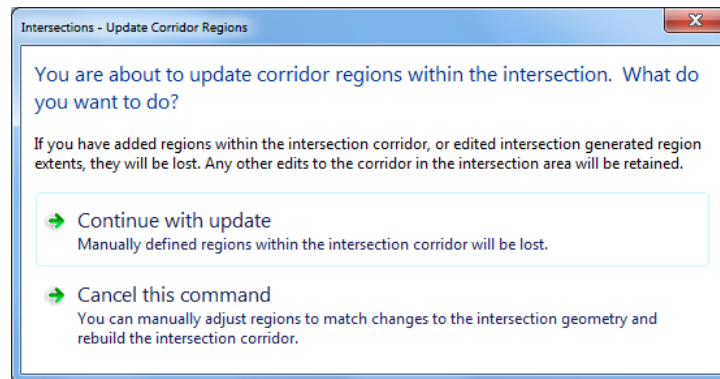 Intersections - Update Corridor Regions
You are about to update corridor regions within the intersection. What do
you want to do?
If you have added regions within the intersection corridor, or edited intersection generated region
extents, they will be lost. Any other edits to the corridor in the intersection area will be retained.
Continue with update
Manually defined regions within the intersection corridor will be lost.
Cancel this command
You can manually adjust regions to match changes to the intersection geometry and
rebuild the intersection corridor.